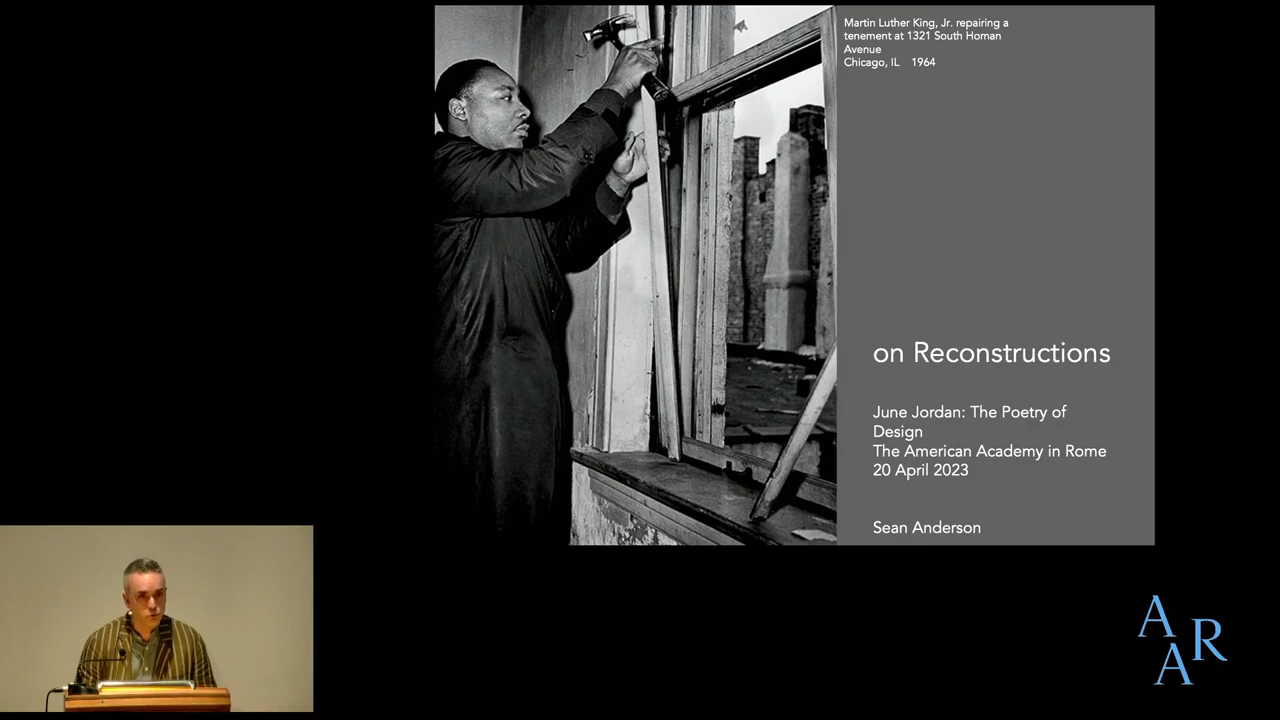 Martin Luther King, Jr. repairing a
tenement at 1321 South Homan
Avenue
Chicago, IL 1964
on Reconstructions
June Jordan: The Poetry of
Design
The American Academy in Rome
20 April 2023
Sean Anderson
A
A R